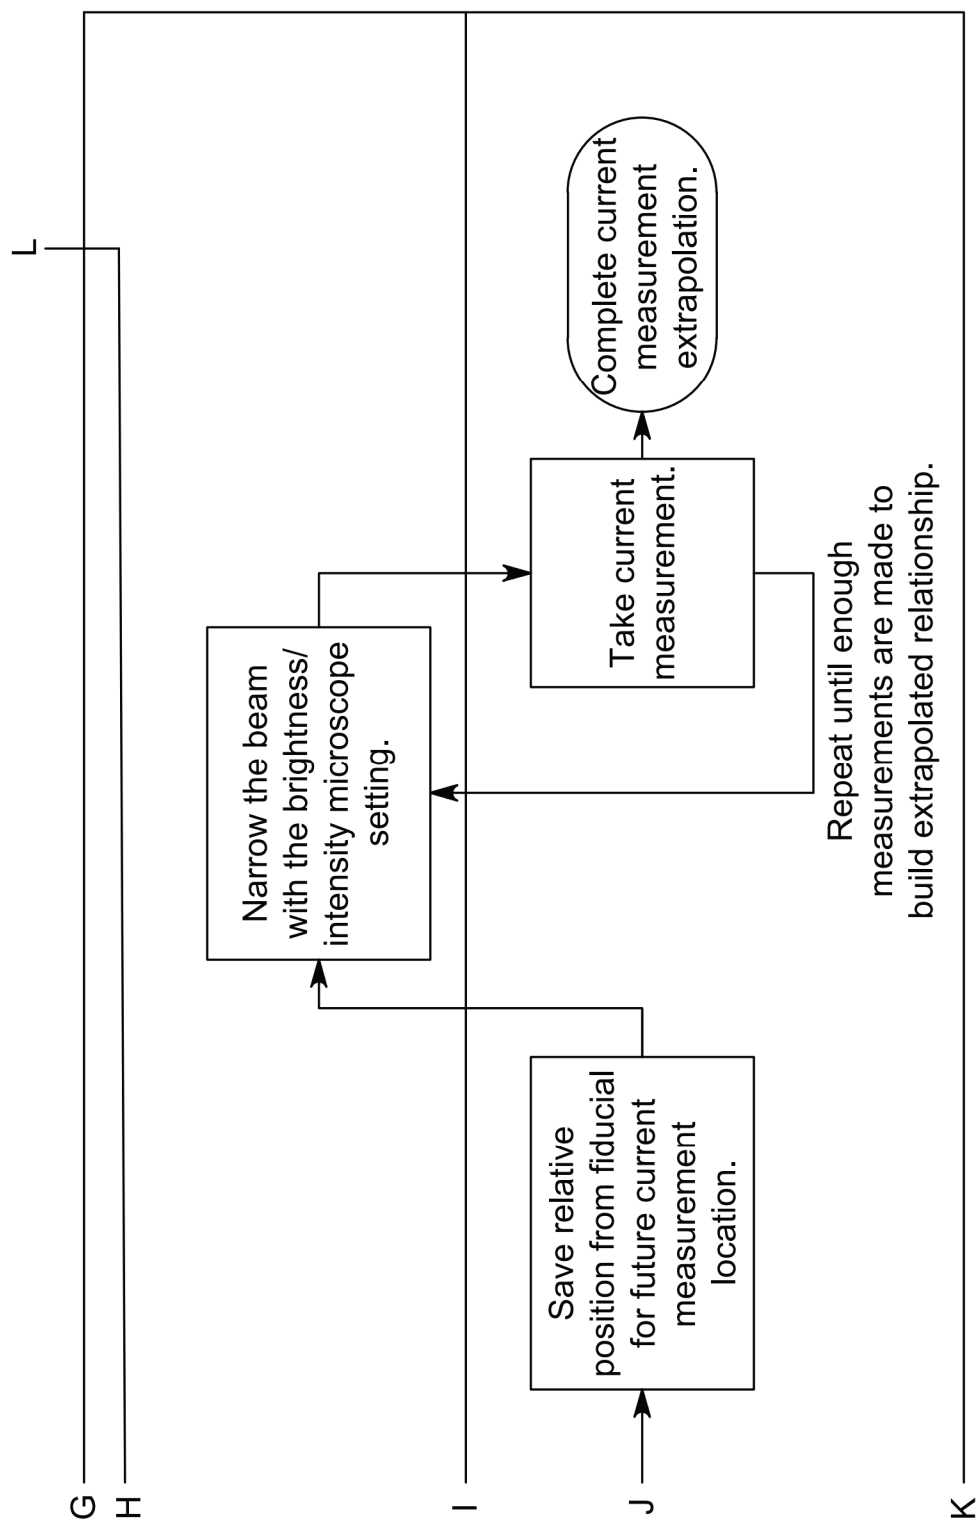 L
G
H
I
J
K
Narrow the beam
with the brightness/
intensity microscope
setting.
Save relative
position from fiducial
for future current
measurement
location.
Take current
measurement.
Complete current
measurement
extrapolation.
Repeat until enough
measurements are made to
build extrapolated relationship.